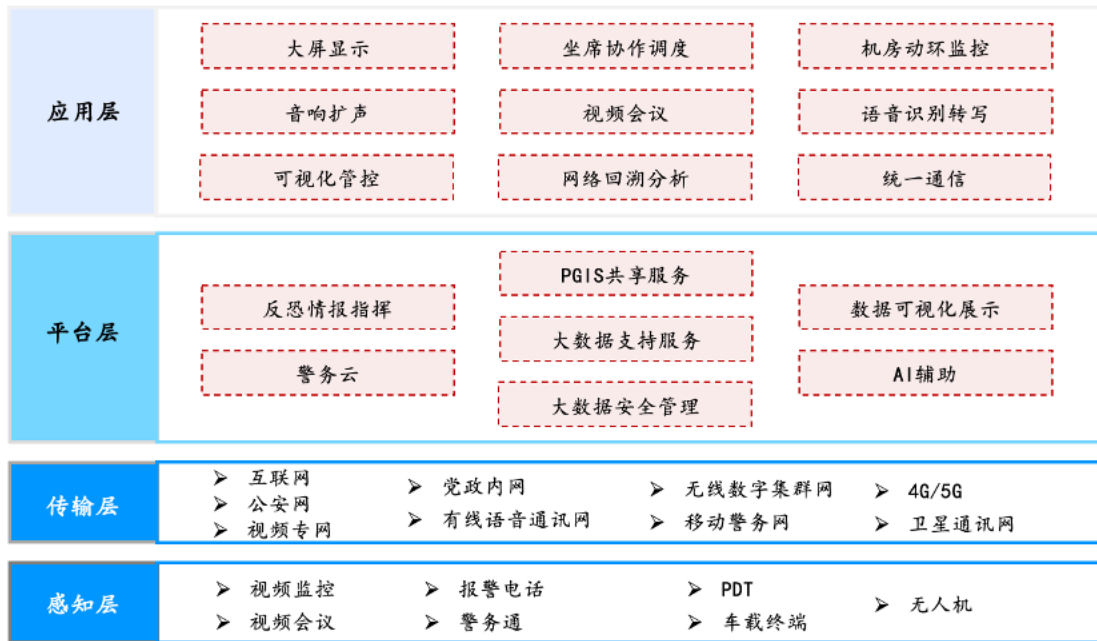 应用层
大屏显示
坐席协作调度
机房动环监控
音响扩声
视频会议
语音识别转写
可视化管控
网络回溯分析
统一通信
平台层
反恐情报指挥
警务云
PGIS共享服务
大数据支持服务
大数据安全管理
数据可视化展示
AI辅助
传输层
➢ 互联网
➢ 公安网
➢ 视频专网
➢ 党政内网
➢ 有线语音通讯网
➢ 无线数字集群网
➢ 移动警务网
➢ 4G/5G
➢ 卫星通讯网
感知层
➢ 视频监控
➢ 视频会议
➢ 报警电话
➢ 警务通
➢ PDT
➢ 车载终端
➢ 无人机